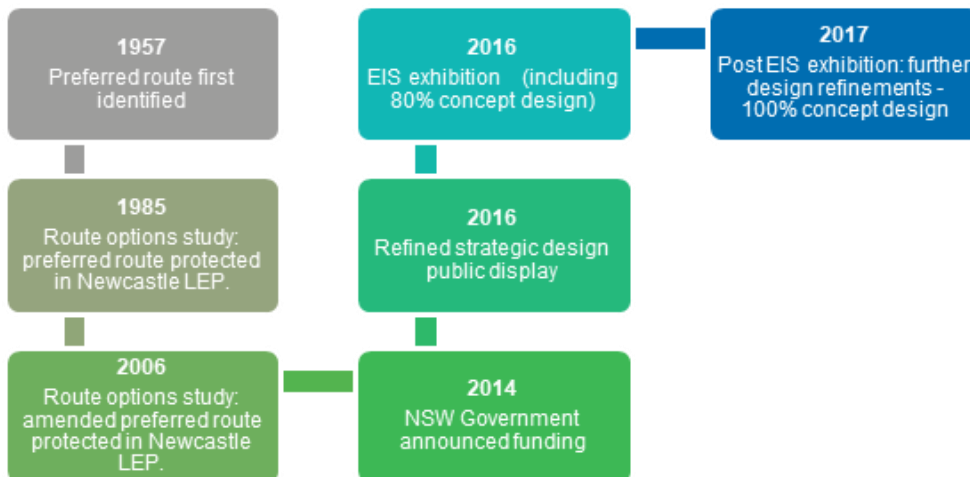 1957
Preferred route first
identified
1985
Route options study:
preferred route protected
in Newcastle LEP.
2006
Route options study:
amended preferred route
protected in Newcastle
LEP.
2014
NSW Government
announced funding
2016
Refined strategic design
public display
2016
EIS exhibition (including
80% concept design)
2017
Post EIS exhibition: further
design refinements -
100% concept design